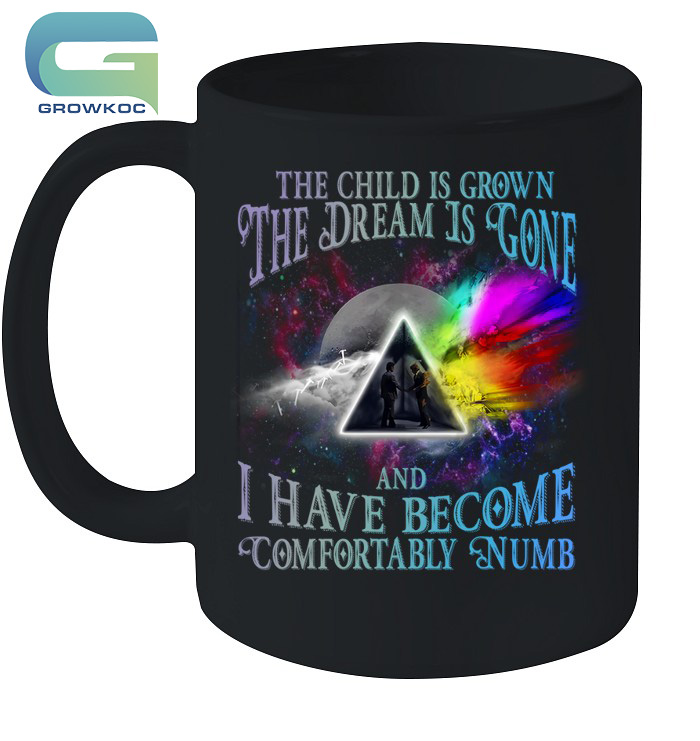 GROWKOC
THE CHILD IS GROWN
THE DREAM IS GONE
AND
I HAVE BECOME
COMFORTABLY NUMB